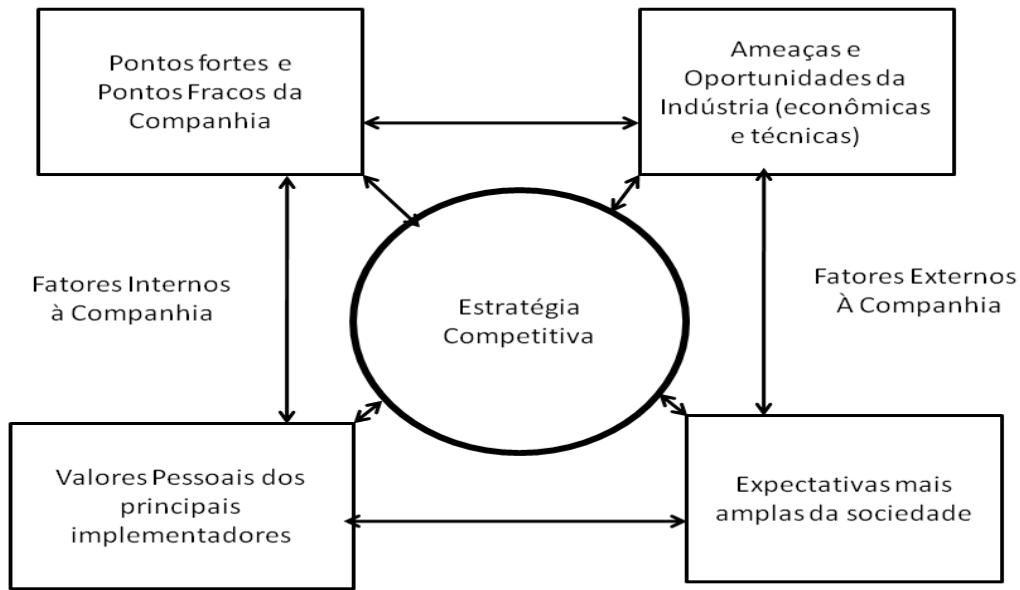 Pontos fortes e
Pontos Fracos da
Companhia
Ameaças e
Oportunidades da
Indústria (econômicas
e técnicas)
Fatores Internos
à Companhia
Estratégia
Competitiva
Fatores Externos
À Companhia
Valores Pessoais dos
principais
implementadores
Expectativas mais
amplas da sociedade